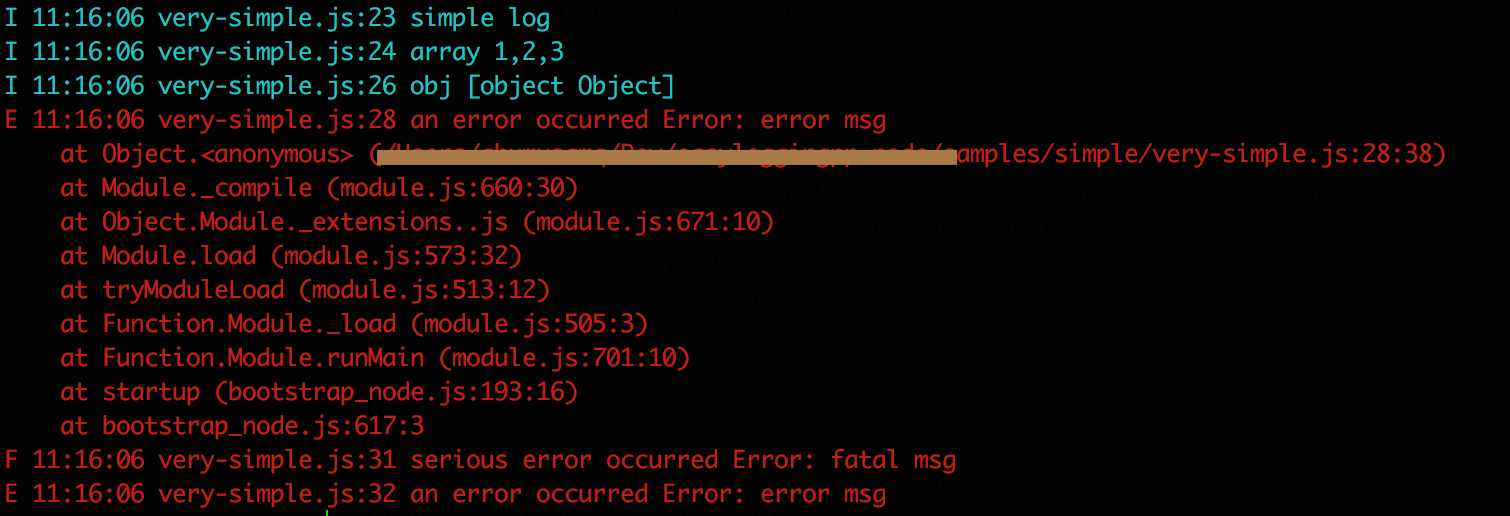 I 11:16:06 very-simple.js:23 simple log
I 11:16:06 very-simple.js:24 array 1,2,3
I 11:16:06 very-simple.js:26 obj [object Object]
E 11:16:06 very-simple.js:28 an error occurred Error: error msg
at Object.<anonymous> (amples/simple/very-simple.js:28:38)
at Module._compile (module.js:660:30)
at Object.Module._extensions..js (module.js:671:10)
at Module.load (module.js:573:32)
at tryModuleLoad (module.js:513:12)
at Function.Module._load (module.js:505:3)
at Function.Module.runMain (module.js:701:10)
at startup (bootstrap_node.js:193:16)
at bootstrap_node.js:617:3
F 11:16:06 very-simple.js:31 serious error occurred Error: fatal msg
E 11:16:06 very-simple.js:32 an error occurred Error: error msg